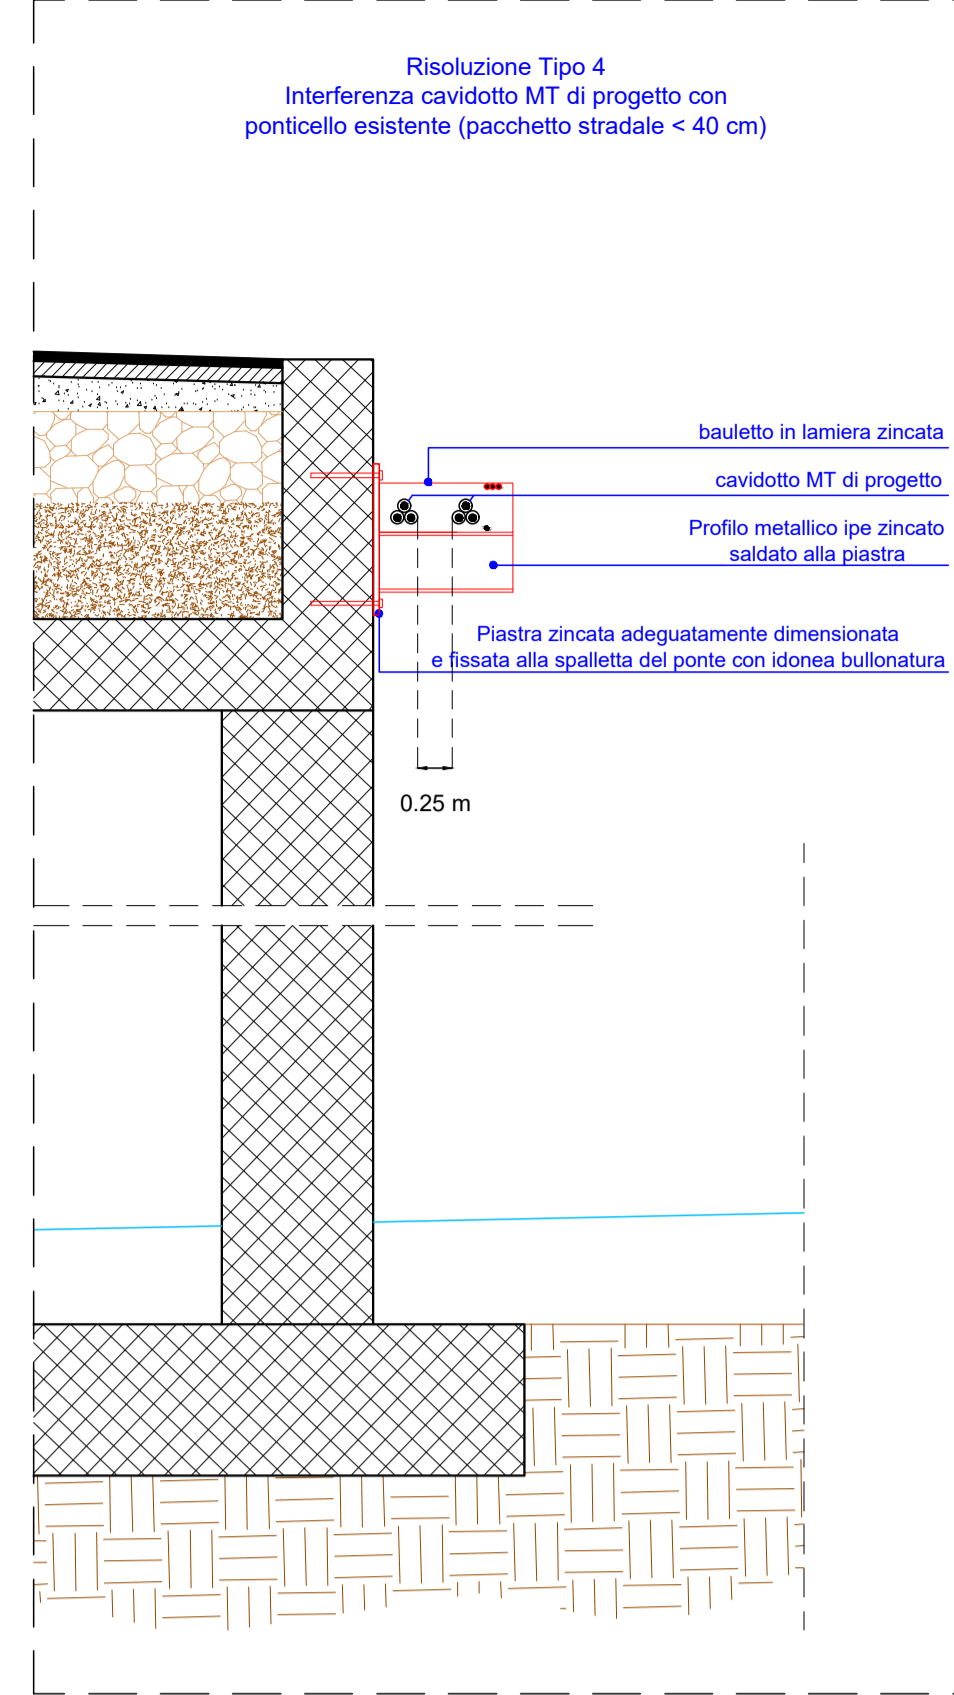 Risoluzione Tipo 4
Interferenza cavidotto MT di progetto con
ponticello esistente (pacchetto stradale < 40 cm)
bauletto in lamiera zincata
cavidotto MT di progetto
Profilo metallico ipe zincato
saldato alla piastra
Piastra zincata adeguatamente dimensionata
e fissata alla spalletta del ponte con idonea bullonatura
0.25 m